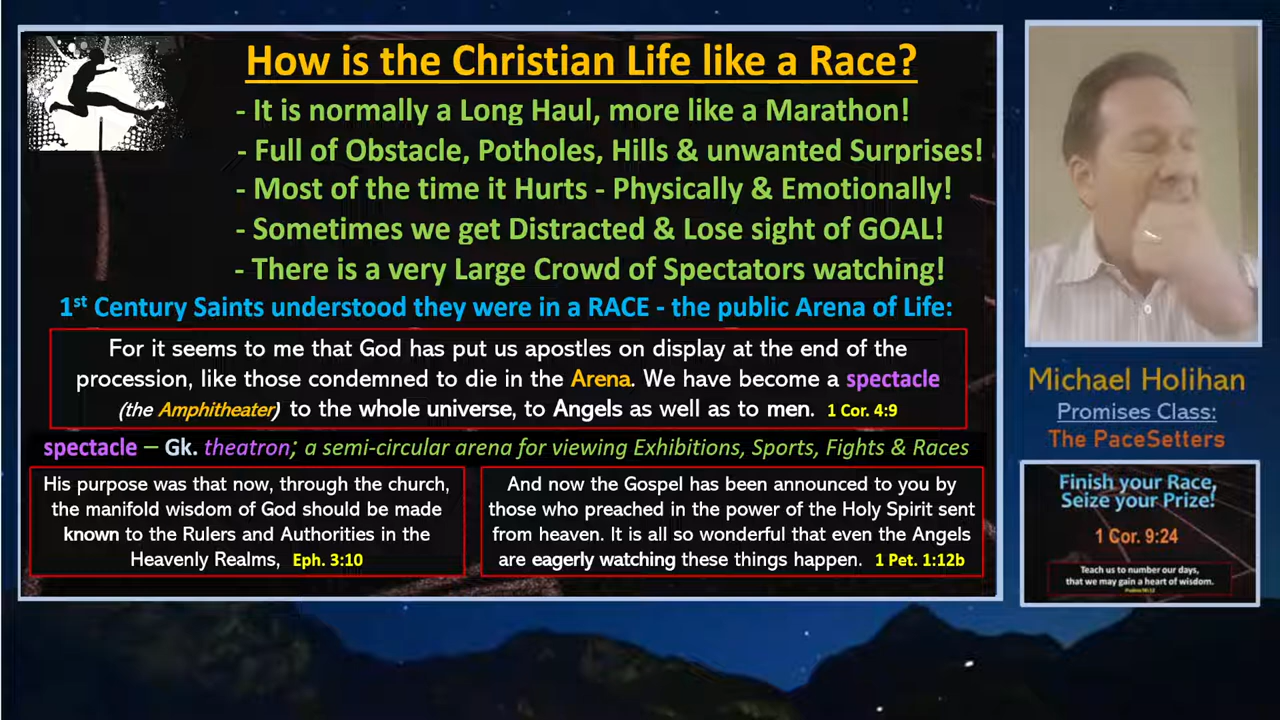 How is the Christian Life like a Race?
- It is normally a Long Haul, more like a Marathon!
- Full of Obstacle, Potholes, Hills & unwanted Surprises!
- Most of the time it Hurts - Physically & Emotionally!
- Sometimes we get Distracted & Lose sight of GOAL!
- There is a very Large Crowd of Spectators watching!
1st Century Saints understood they were in a RACE - the public Arena of Life:
For it seems to me that God has put us apostles on display at the end of the
procession, like those condemned to die in the Arena. We have become a spectacle
(the Amphitheater) to the whole universe, to Angels as well as to men. 1 Cor. 4:9
spectacle – Gk. theatron; a semi-circular arena for viewing Exhibitions, Sports, Fights & Races
His purpose was that now, through the church,
the manifold wisdom of God should be made
known to the Rulers and Authorities in the
Heavenly Realms, Eph. 3:10
And now the Gospel has been announced to you by
those who preached in the power of the Holy Spirit sent
from heaven. It is all so wonderful that even the Angels
are eagerly watching these things happen. 1 Pet. 1:12b
Michael Holihan
Promises Class:
The PaceSetters
Finish your Race,
Seize your Prize!
1 Cor. 9:24
Teach us to number our days,
that we may gain a heart of wisdom.
Psalms 90:12